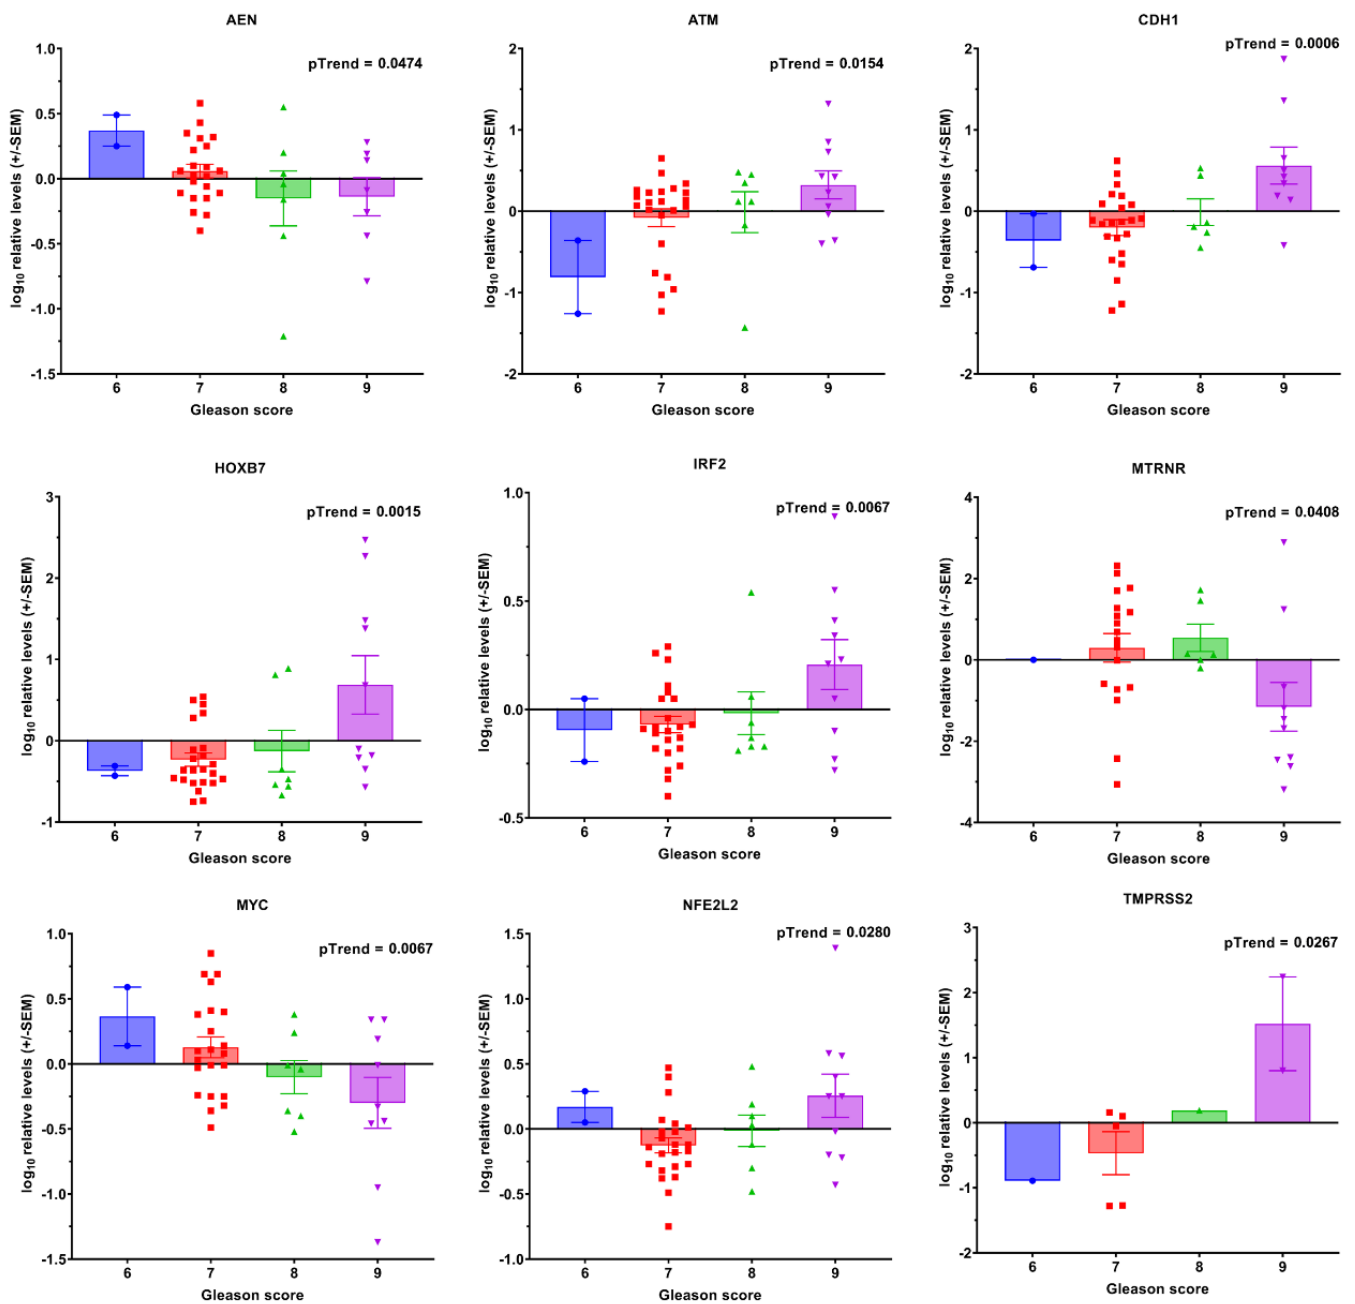 AEN
pTrend = 0.0474
log10 relative levels (+/-SEM)
1.0
0.5
0.0
-0.5
-1.0
-1.5
6 7 8 9
Gleason score
ATM
pTrend = 0.0154
log10 relative levels (+/-SEM)
2
1
0
-1
-2
6 7 8 9
Gleason score
CDH1
pTrend = 0.0006
log10 relative levels (+/-SEM)
2
1
0
-1
-2
6 7 8 9
Gleason score
HOXB7
pTrend = 0.0015
log10 relative levels (+/-SEM)
3
2
1
0
-1
6 7 8 9
Gleason score
IRF2
pTrend = 0.0067
log10 relative levels (+/-SEM)
1.0
0.5
0.0
-0.5
6 7 8 9
Gleason score
MTRNR
pTrend = 0.0408
log10 relative levels (+/-SEM)
4
2
0
-2
-4
6 7 8 9
Gleason score
MYC
pTrend = 0.0067
log10 relative levels (+/-SEM)
1.0
0.5
0.0
-0.5
-1.0
-1.5
6 7 8 9
Gleason score
NFE2L2
pTrend = 0.0280
log10 relative levels (+/-SEM)
1.5
1.0
0.5
0.0
-0.5
-1.0
6 7 8 9
Gleason score
TMPRSS2
pTrend = 0.0267
log10 relative levels (+/-SEM)
3
2
1
0
-1
-2
6 7 8 9
Gleason score